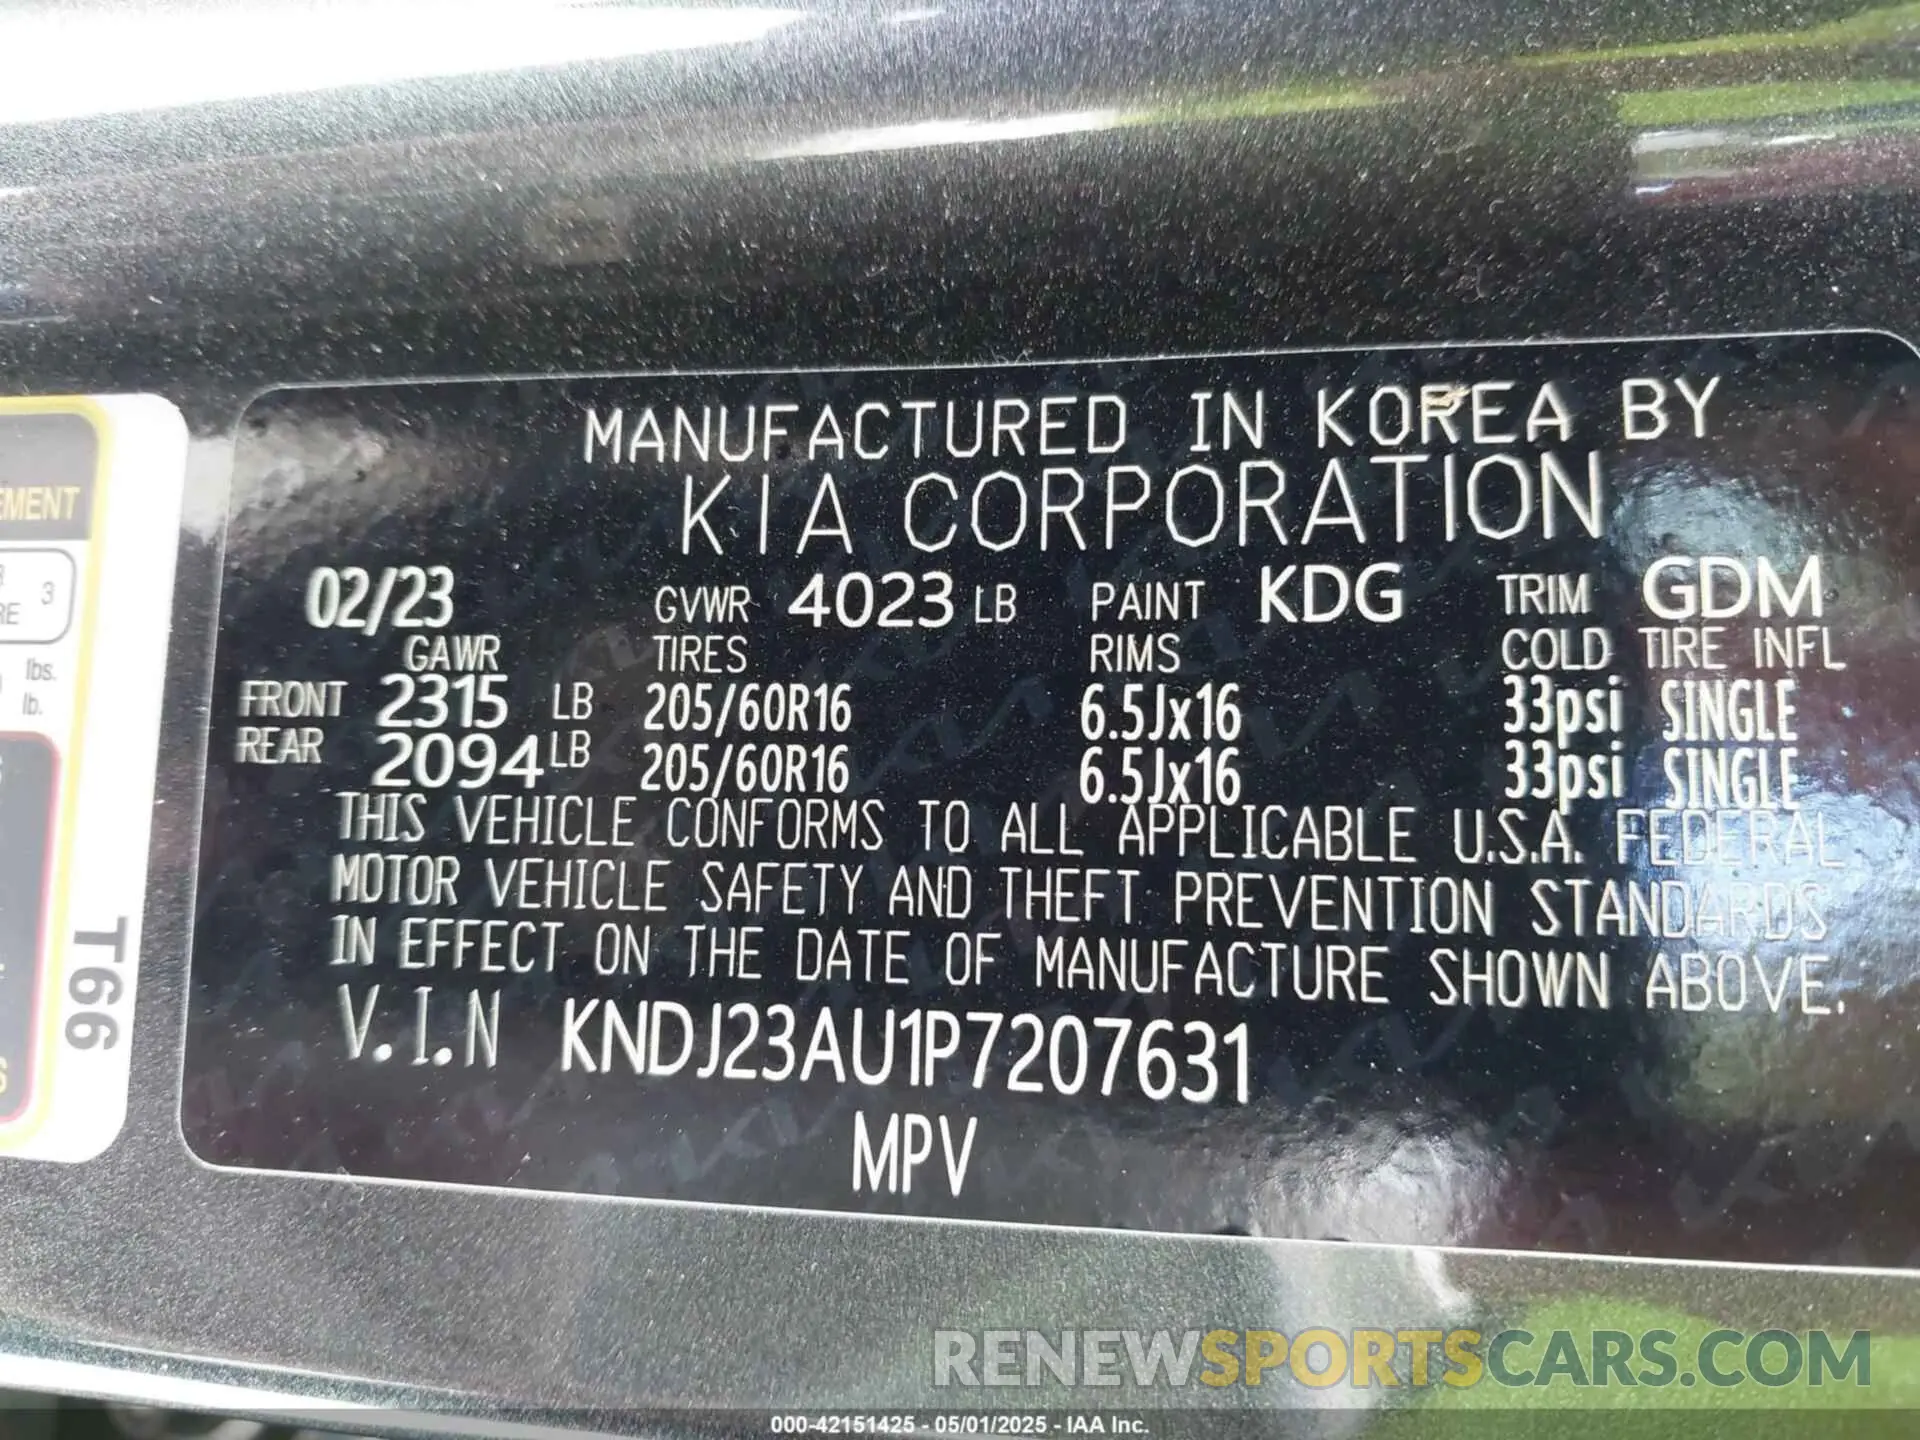 MANUFACTURED IN KOREA BY
KIA CORPORATION
02/23 GVWR 4023 LB PAINT KDG TRIM GDM
GAWR TIRES RIMS COLD TIRE INFL
FRONT 2315 LB 205/60R16 6.5Jx16 33psi SINGLE
REAR 2094 LB 205/60R16 6.5Jx16 33psi SINGLE
THIS VEHICLE CONFORMS TO ALL APPLICABLE U.S.A. FEDERAL
MOTOR VEHICLE SAFETY AND THEFT PREVENTION STANDARDS
IN EFFECT ON THE DATE OF MANUFACTURE SHOWN ABOVE.
V.I.N KNDJ23AU1P7207631
MPV
3
lbs.
lb.
T66
RENEWSPORTSCARS.COM
000-42151425 - 05/01/2025 - IAA Inc.